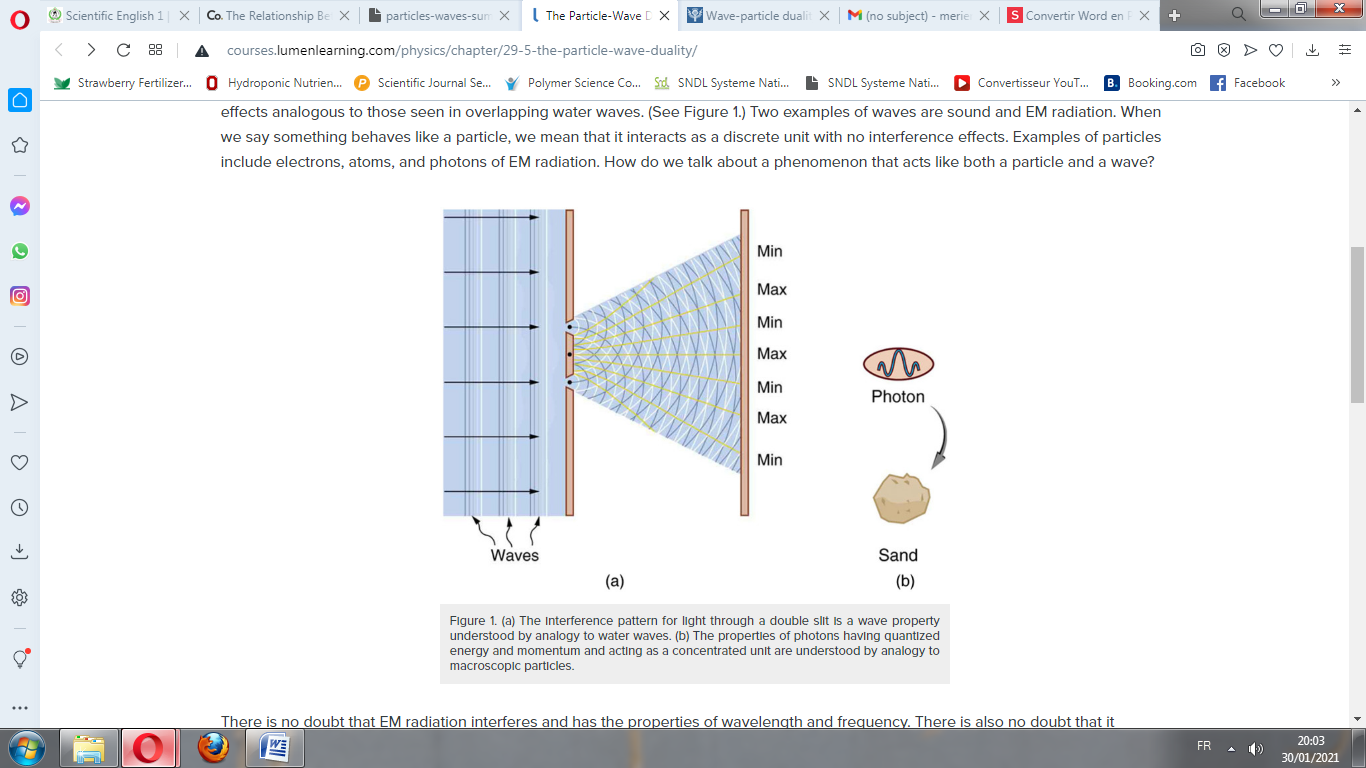 Scientific English 1 |
Co. The Relationship Be
particles-waves-sum
The Particle-Wave D
Wave-particle duali
(no subject) - merie
S Convertir Word en P
courses.lumenlearning.com/physics/chapter/29-5-the-particle-wave-duality/
Strawberry Fertilizer...
Hydroponic Nutrien...
P Scientific Journal Se...
Polymer Science Co...
SNDL Systeme Nati...
SNDL Systeme Nati...
Convertisseur YouT...
B. Booking.com
Facebook
»
effects analogous to those seen in overlapping water waves. (See Figure 1.) Two examples of waves are sound and EM radiation. When
we say something behaves like a particle, we mean that it interacts as a discrete unit with no interference effects. Examples of particles
include electrons, atoms, and photons of EM radiation. How do we talk about a phenomenon that acts like both a particle and a wave?
Min
Max
Min
Max
Min
Max
Min
Waves
(a)
Photon
Sand
(b)
Figure 1. (a) The interference pattern for light through a double slit is a wave property
understood by analogy to water waves. (b) The properties of photons having quantized
energy and momentum and acting as a concentrated unit are understood by analogy to
macroscopic particles.
There is no doubt that EM radiation interferes and has the properties of wavelength and frequency. There is also no doubt that it
FR
20:03
30/01/2021